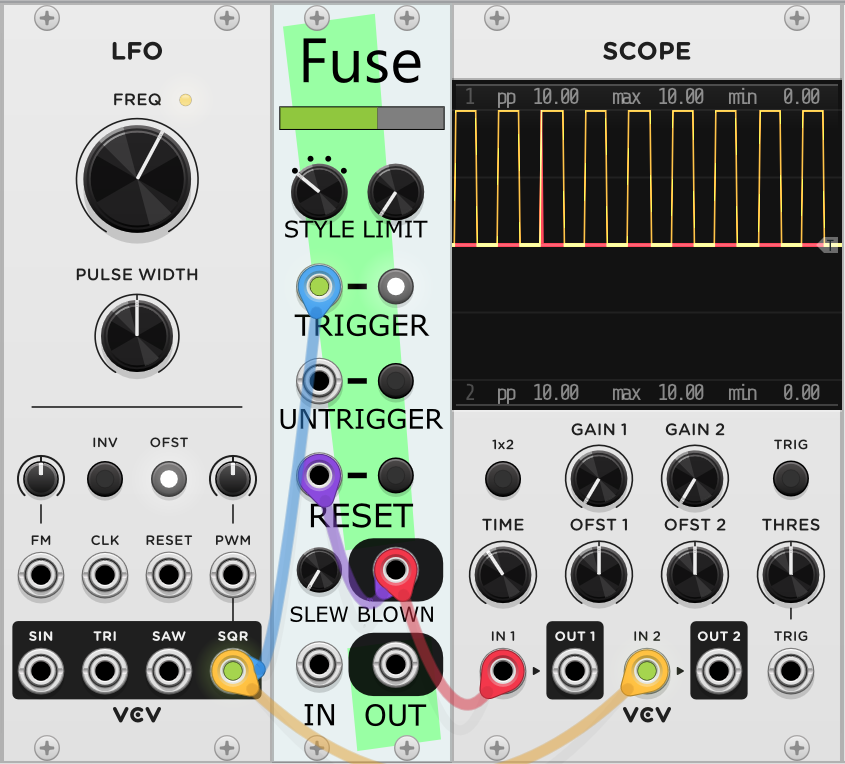 LFO
FREQ
PULSE WIDTH
INV OFST
FM CLK RESET PWM
SIN TRI SAW SQR
VCV
Fuse
STYLE LIMIT
TRIGGER
UNTRIGGER
RESET
SLEW BLOWN
IN OUT
SCOPE
1 pp 10.00 max 10.00 min 0.00
T
2 pp 10.00 max 10.00 min 0.00
1x2 GAIN 1 GAIN 2 TRIG
TIME OFST 1 OFST 2 THRES
IN 1 OUT 1 IN 2 OUT 2 TRIG
VCV